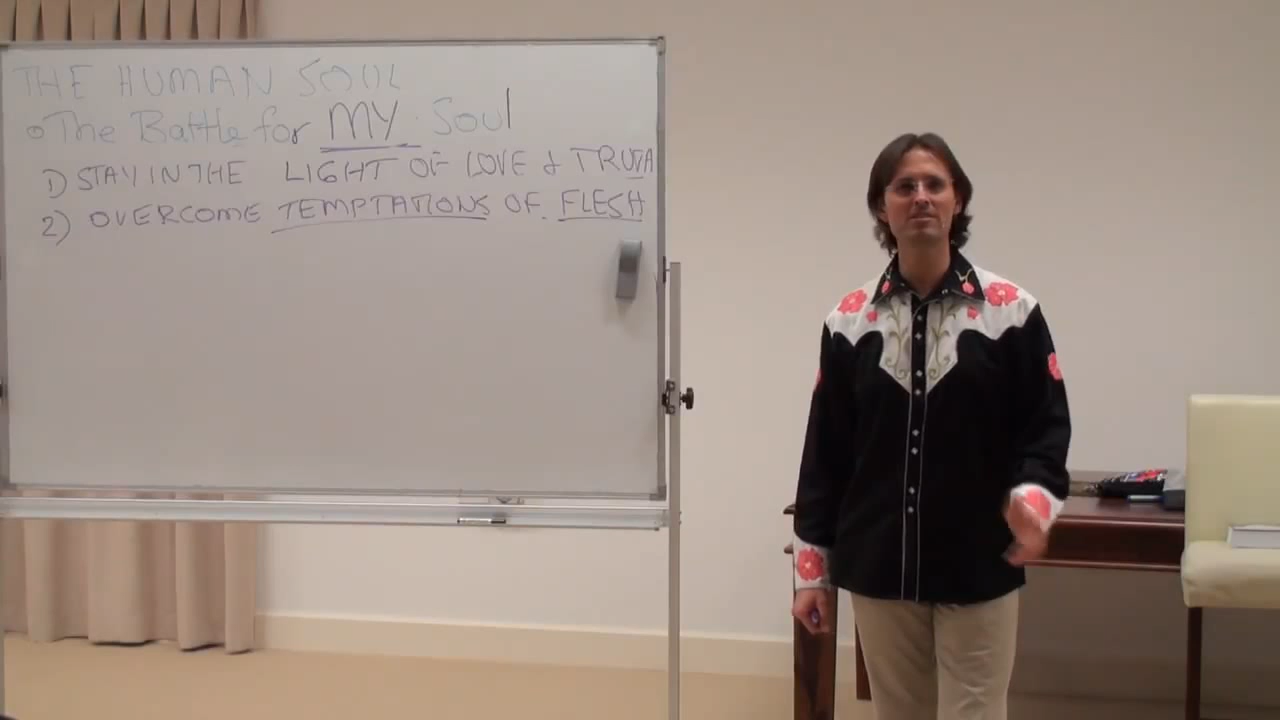 THE HUMAN SOUL
The Battle for MY Soul
1) STAY IN THE LIGHT OF LOVE & TRUTH
2) OVERCOME TEMPTATIONS OF FLESH